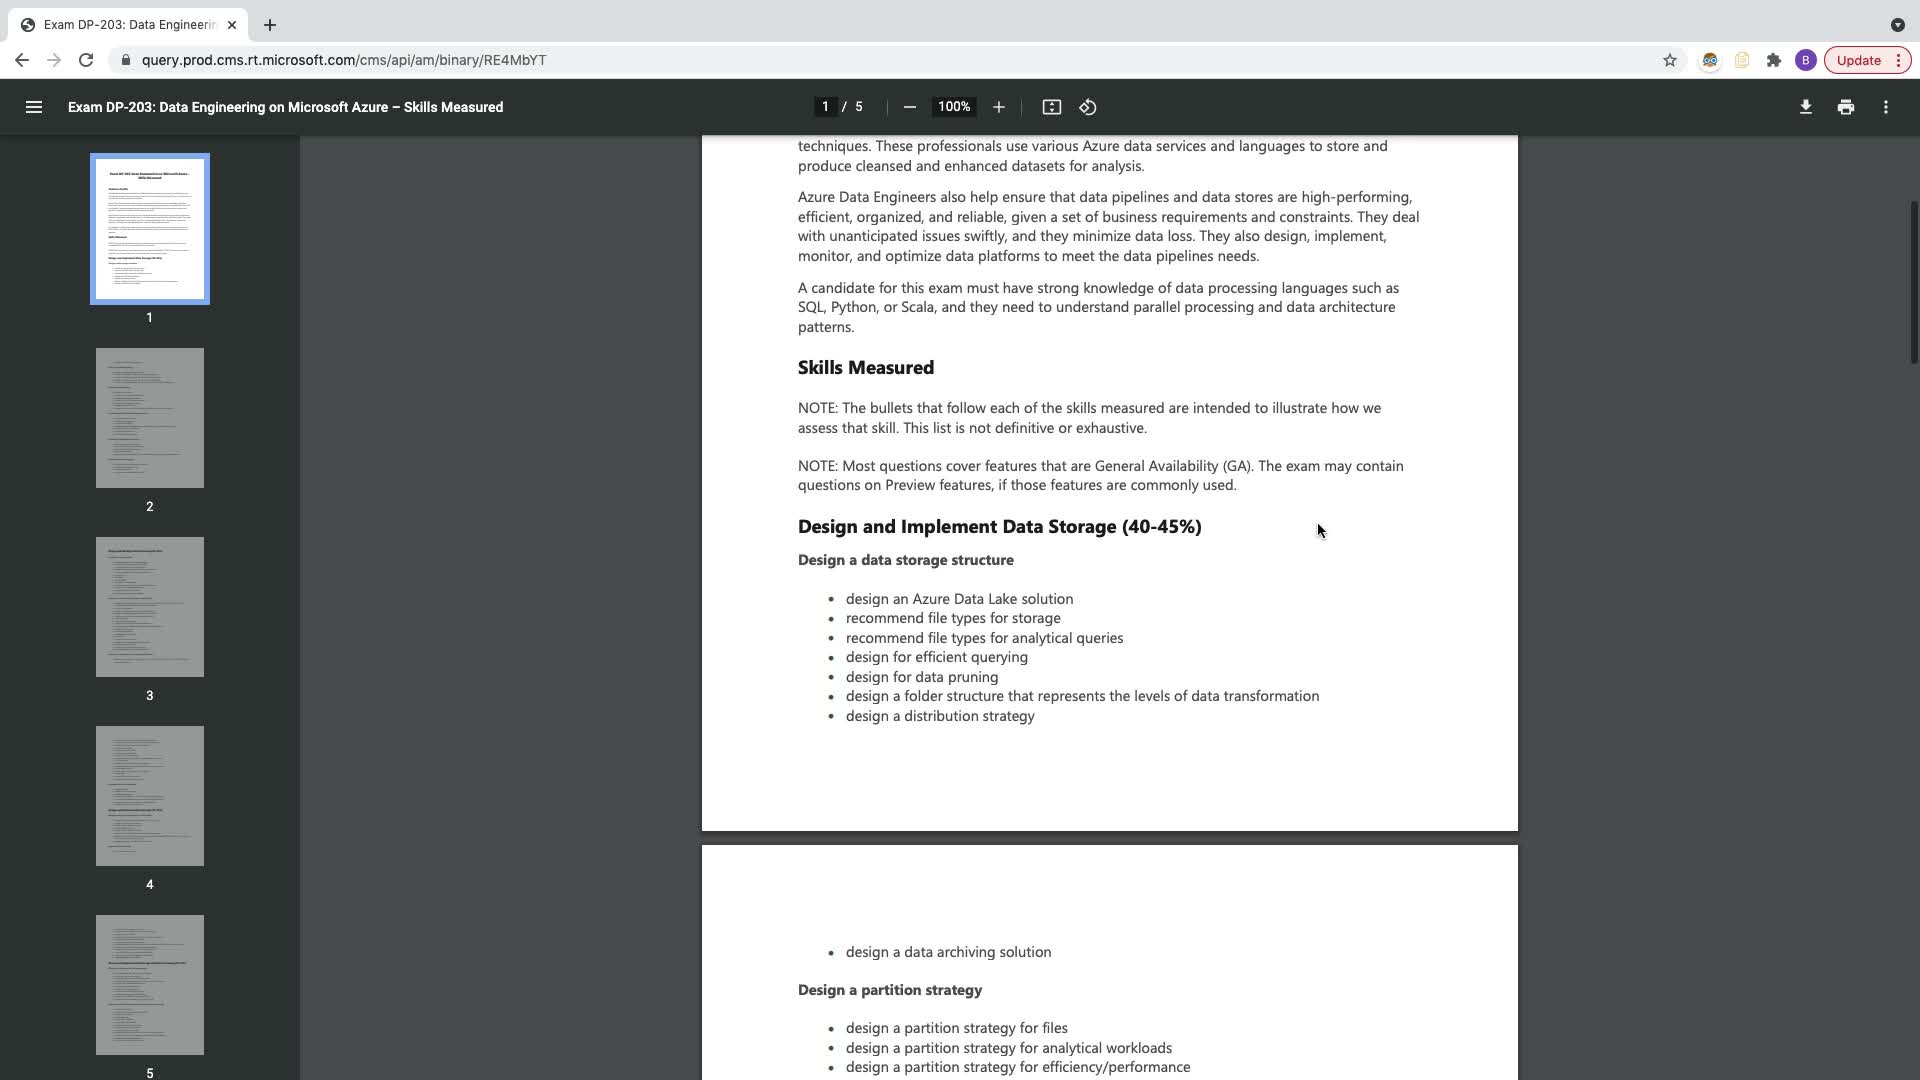 Exam DP-203: Data Engineerin
query.prod.cms.rt.microsoft.com/cms/api/am/binary/RE4MbYT
B
Update
Exam DP-203: Data Engineering on Microsoft Azure – Skills Measured
1 / 5
100%
1
2
3
4
5
techniques. These professionals use various Azure data services and languages to store and
produce cleansed and enhanced datasets for analysis.
Azure Data Engineers also help ensure that data pipelines and data stores are high-performing,
efficient, organized, and reliable, given a set of business requirements and constraints. They deal
with unanticipated issues swiftly, and they minimize data loss. They also design, implement,
monitor, and optimize data platforms to meet the data pipelines needs.
A candidate for this exam must have strong knowledge of data processing languages such as
SQL, Python, or Scala, and they need to understand parallel processing and data architecture
patterns.
Skills Measured
NOTE: The bullets that follow each of the skills measured are intended to illustrate how we
assess that skill. This list is not definitive or exhaustive.
NOTE: Most questions cover features that are General Availability (GA). The exam may contain
questions on Preview features, if those features are commonly used.
Design and Implement Data Storage (40-45%)
Design a data storage structure
• design an Azure Data Lake solution
• recommend file types for storage
• recommend file types for analytical queries
• design for efficient querying
• design for data pruning
• design a folder structure that represents the levels of data transformation
• design a distribution strategy
• design a data archiving solution
Design a partition strategy
• design a partition strategy for files
• design a partition strategy for analytical workloads
• design a partition strategy for efficiency/performance